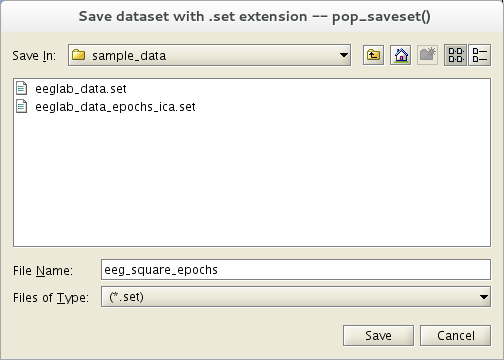 Save dataset with .set extension -- pop_saveset()
Save In: sample_data
eeglab_data.set
eeglab_data_epochs_ica.set
File Name: eeg_square_epochs
Files of Type: (*.set)
Save Cancel